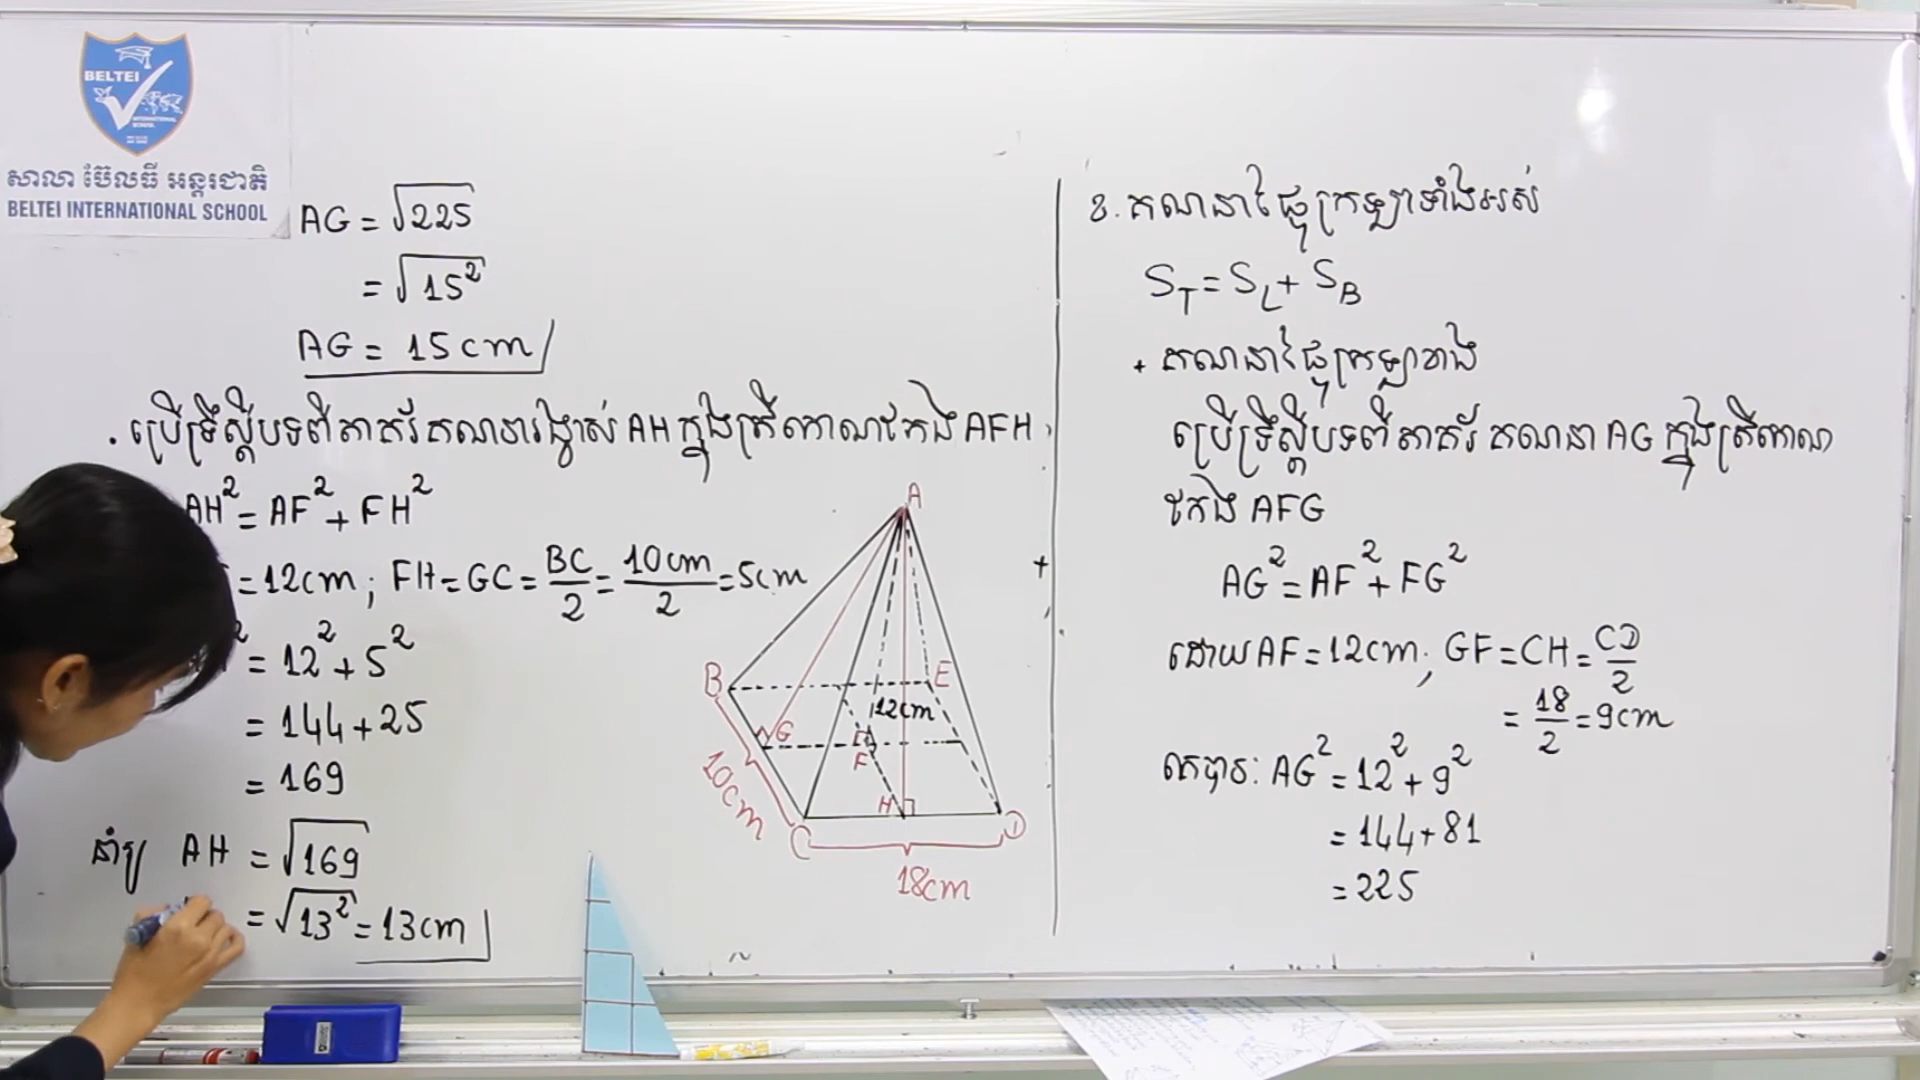 BELTEI
INTERNATIONAL
SCHOOL
សាលា ប៊ែលធី អន្តរជាតិ
BELTEI INTERNATIONAL SCHOOL
AG = √225
= √15²
AG = 15cm
. ប្រើទ្រឹស្តីបទពីតាគ័រគណនារង្វាស់ AH ក្នុងត្រីកោណកែង AFH
AH² = AF² + FH²
= 12cm ; FH = GC = BC/2 = 10cm/2 = 5cm
² = 12² + 5²
= 144 + 25
= 169
នាំឲ្យ AH = √169
= √13² = 13cm
A
B
E
12cm
G
F
10cm
H
C
D
18cm
8. គណនាផ្ទៃក្រឡាទាំងអស់
S_T = S_L + S_B
+ គណនាផ្ទៃក្រឡាខាង
ប្រើទ្រឹស្តីបទពីតាគ័រ គណនា AG ក្នុងត្រីកោណ
កែង AFG
AG² = AF² + FG²
ដោយ AF = 12cm ; GF = CH = CD/2
= 18/2 = 9cm
គេបាន: AG² = 12² + 9²
= 144 + 81
= 225